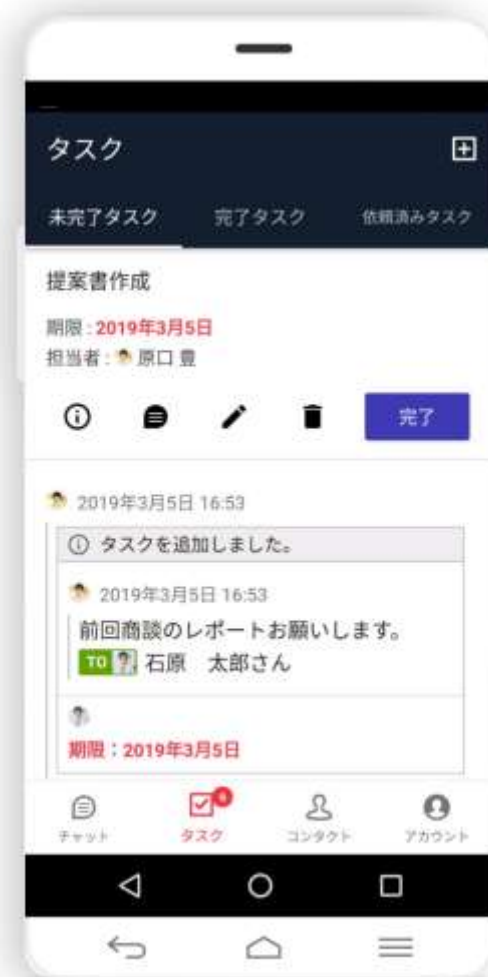 タスク
未完了タスク 完了タスク 依頼済みタスク
提案書作成
期限 : 2019年3月5日
担当者 : 原口 豊
完了
2019年3月5日 16:53
タスクを追加しました。
2019年3月5日 16:53
前回商談のレポートお願いします。
TO 石原 太郎さん
期限：2019年3月5日
チャット タスク コンタクト アカウント